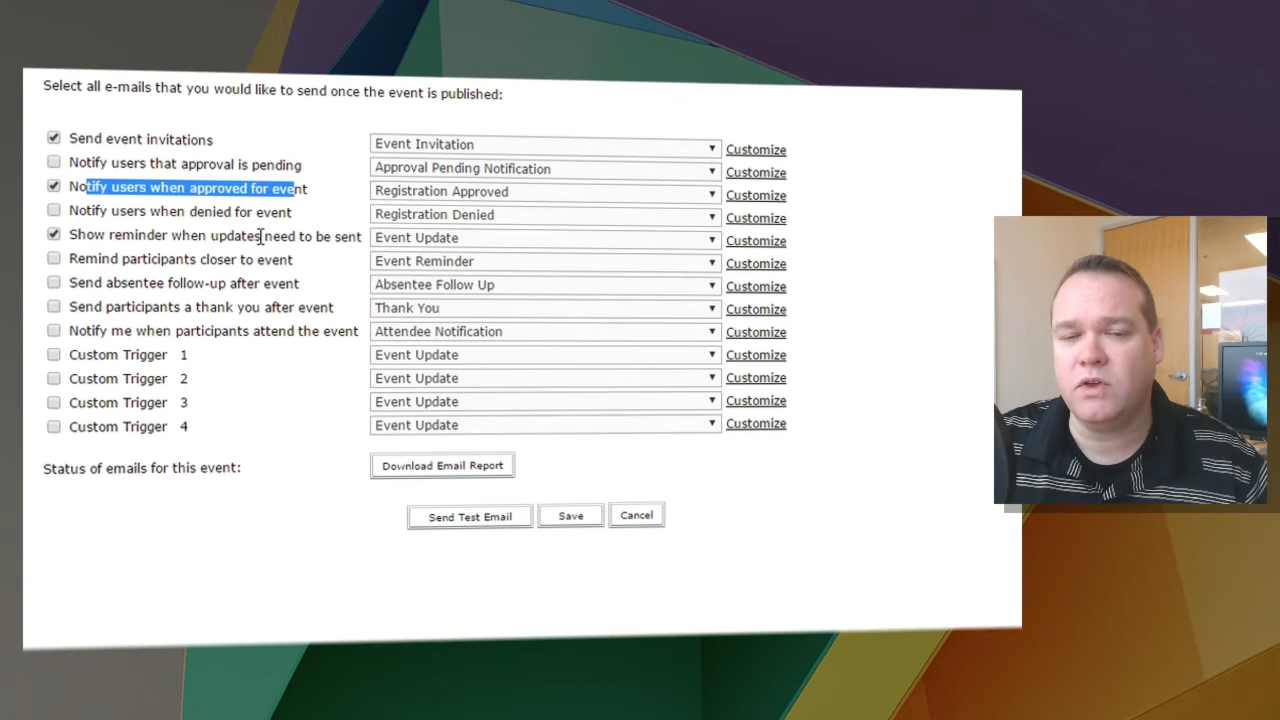 Select all e-mails that you would like to send once the event is published:
Send event invitations Event Invitation Customize
Notify users that approval is pending Approval Pending Notification Customize
Notify users when approved for event Registration Approved Customize
Notify users when denied for event Registration Denied Customize
Show reminder when updates need to be sent Event Update Customize
Remind participants closer to event Event Reminder Customize
Send absentee follow-up after event Absentee Follow Up Customize
Send participants a thank you after event Thank You Customize
Notify me when participants attend the event Attendee Notification Customize
Custom Trigger 1 Event Update Customize
Custom Trigger 2 Event Update Customize
Custom Trigger 3 Event Update Customize
Custom Trigger 4 Event Update Customize
Status of emails for this event: Download Email Report
Send Test Email Save Cancel